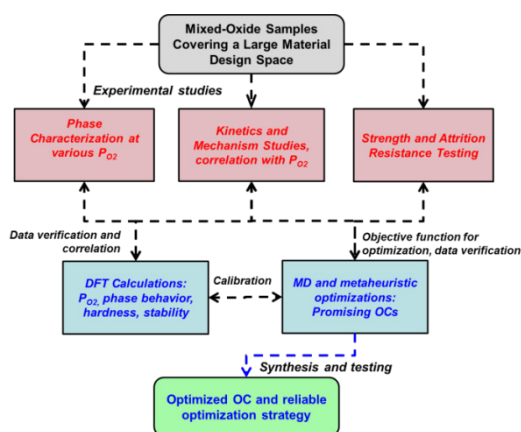 Mixed-Oxide Samples
Covering a Large Material
Design Space
Experimental studies
Phase
Characterization at
various P_O2
Kinetics and
Mechanism Studies,
correlation with P_O2
Strength and Attrition
Resistance Testing
Data verification and
correlation
Objective function for
optimization, data verification
DFT Calculations:
P_O2, phase behavior,
hardness, stability
Calibration
MD and metaheuristic
optimizations:
Promising OCs
Synthesis and testing
Optimized OC and reliable
optimization strategy